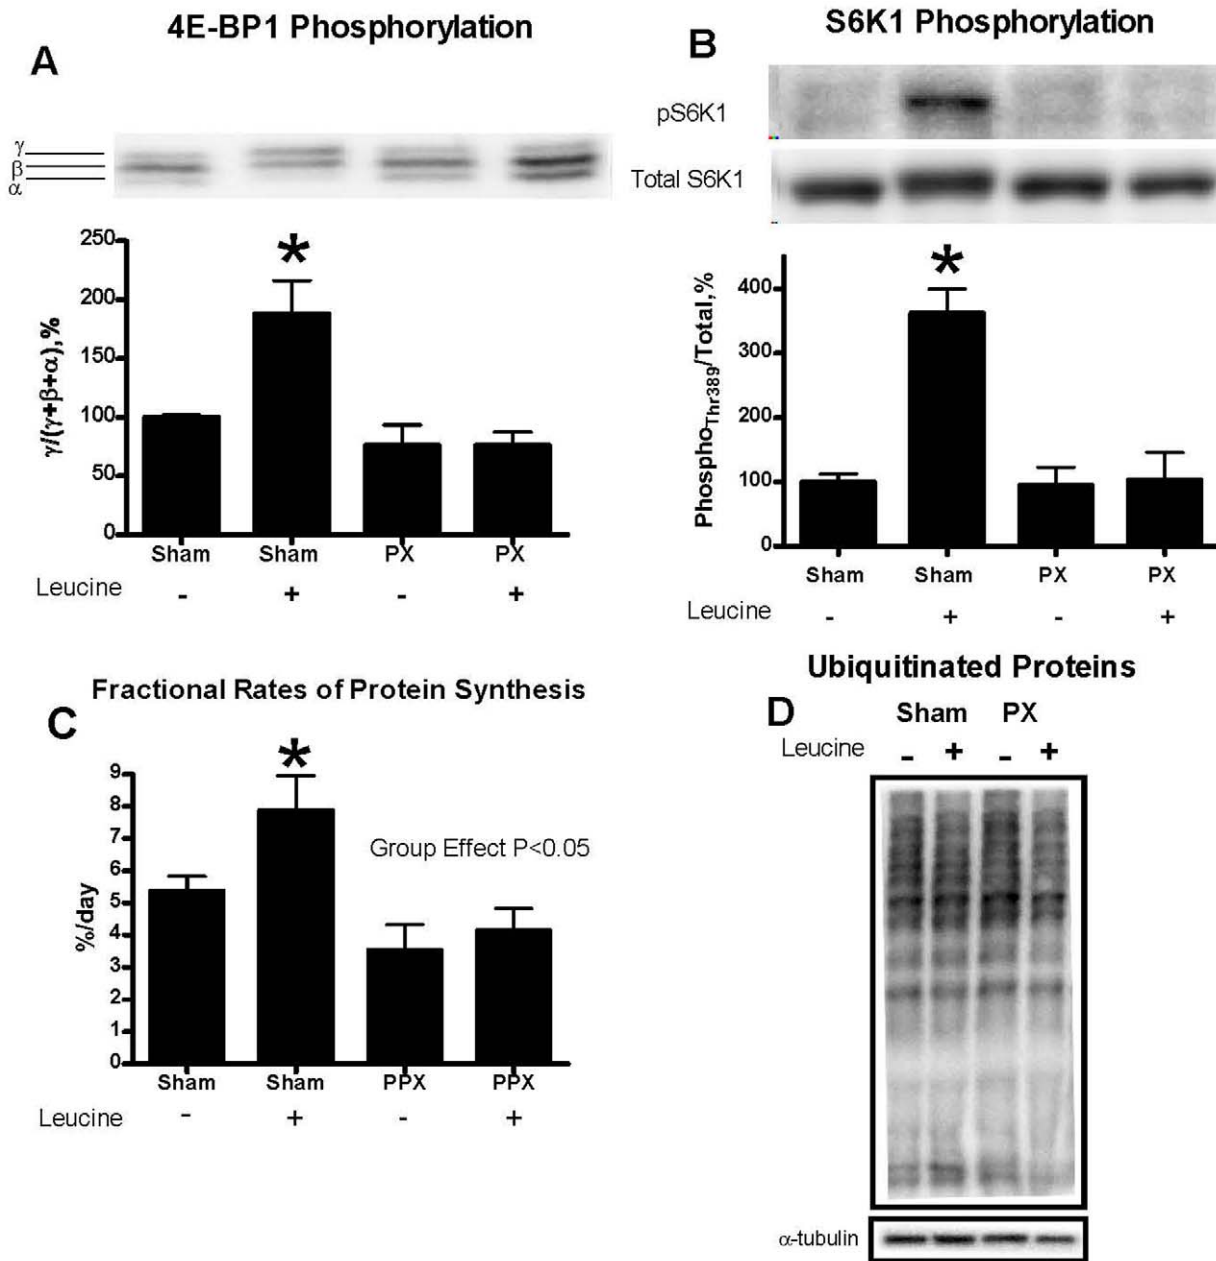 4E-BP1 Phosphorylation
A
γ
β
α
250
200
150
100
50
0
γ/(γ+β+α),%
*
Sham Sham PX PX
Leucine - + - +
S6K1 Phosphorylation
B
pS6K1
Total S6K1
400
300
200
100
0
Phospho Thr389/Total,%
*
Sham Sham PX PX
Leucine - + - +
Fractional Rates of Protein Synthesis
C
9
8
7
6
5
4
3
2
1
0
%/day
*
Group Effect P<0.05
Sham Sham PPX PPX
Leucine - + - +
Ubiquitinated Proteins
D
Sham PX
Leucine - + - +
α-tubulin